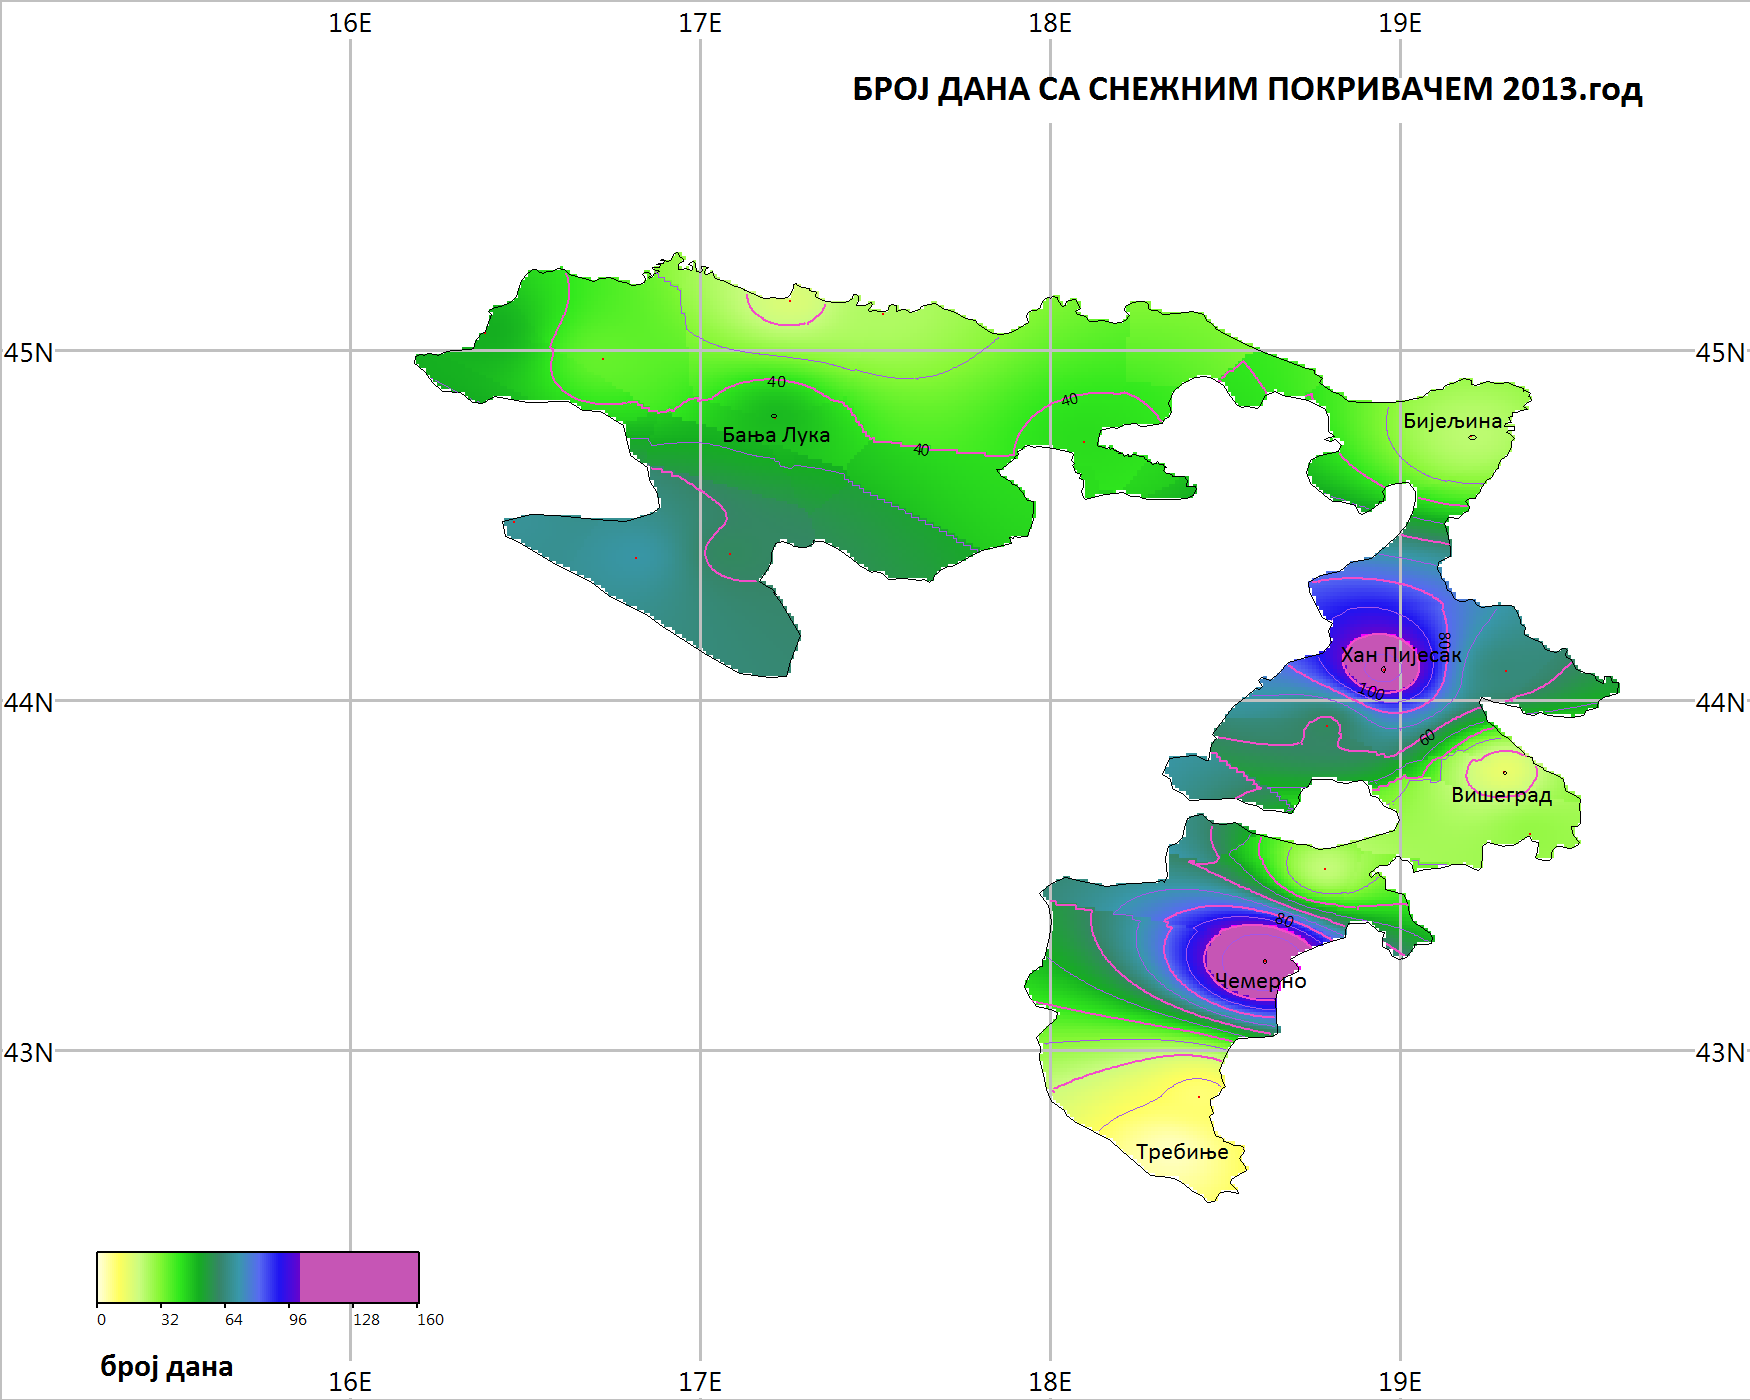 16E 17E 18E 19E
БРОЈ ДАНА СА СНЕЖНИМ ПОКРИВАЧЕМ 2013.год
45N 45N
40
40
Бијељина
Бања Лука
40
80
Хан Пијесак
100
44N 44N
60
Вишеград
80
Чемерно
43N 43N
Требиње
0 32 64 96 128 160
број дана
16E 17E 18E 19E